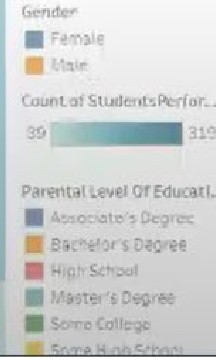 Gender
Female
Male
Count of Students Perfor...
39 319
Parental Level Of Educati...
Associate's Degree
Bachelor's Degree
High School
Master's Degree
Some College
Some High School